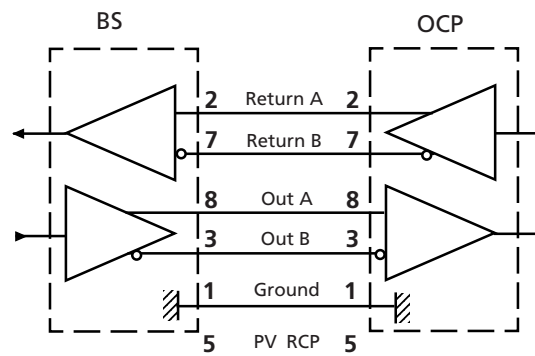 BS OCP
2 Return A 2
7 Return B 7
8 Out A 8
3 Out B 3
1 Ground 1
5 PV RCP 5